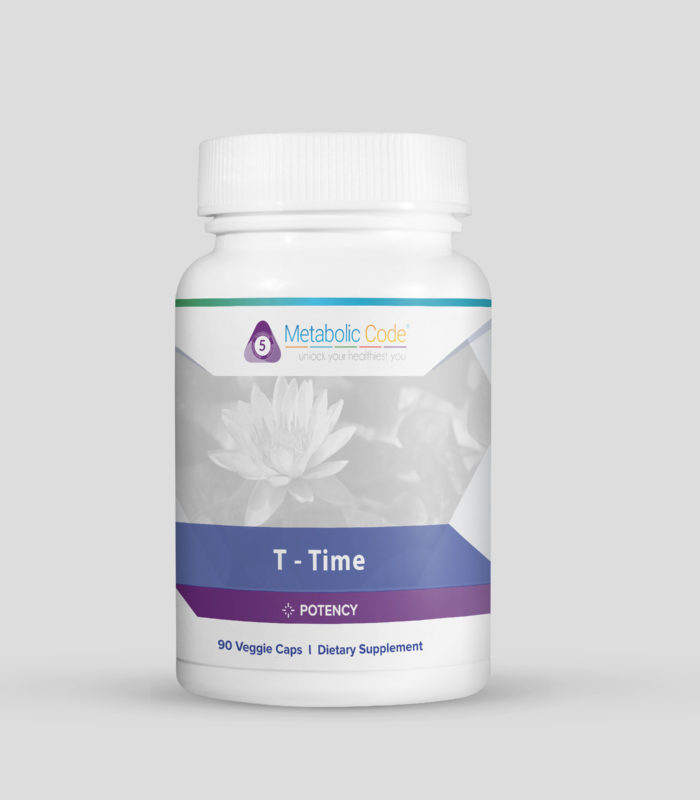 5
Metabolic Code®
unlock your healthiest you
T - Time
POTENCY
90 Veggie Caps | Dietary Supplement